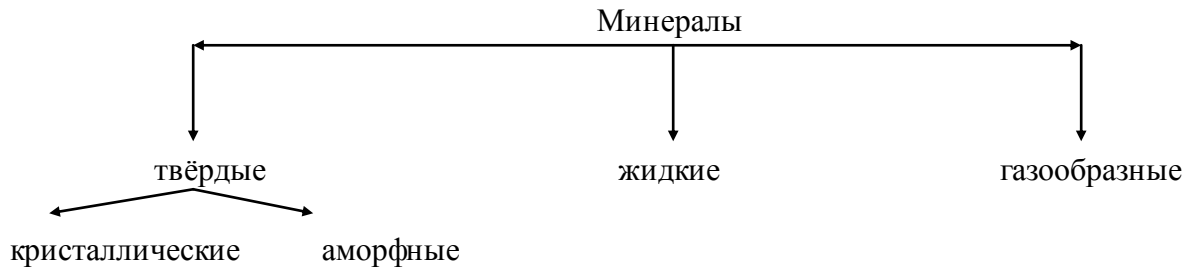 Минералы
твёрдые жидкие газообразные
кристаллические аморфные